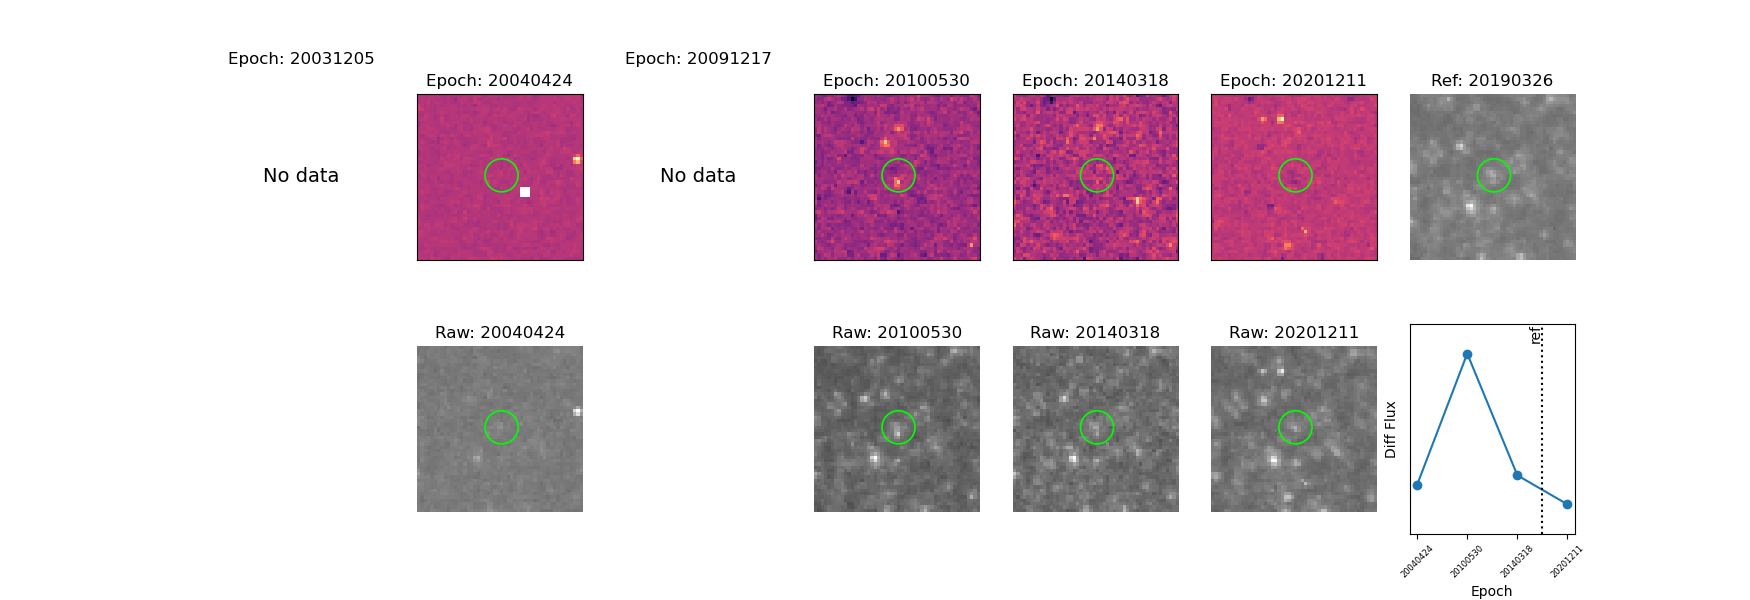 Epoch: 20031205
Epoch: 20040424
Epoch: 20091217
Epoch: 20100530
Epoch: 20140318
Epoch: 20201211
Ref: 20190326
No data
No data
Raw: 20040424
Raw: 20100530
Raw: 20140318
Raw: 20201211
ref
Diff Flux
20040424
20100530
20140318
20201211
Epoch